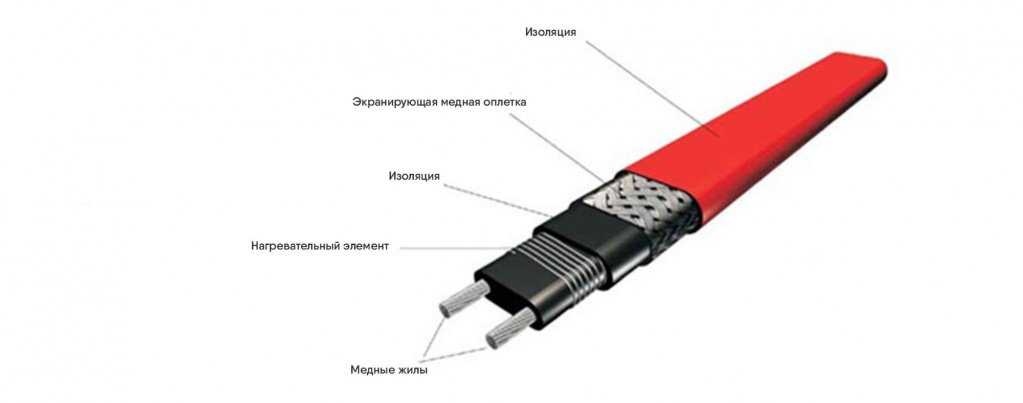 Изоляция
Экранирующая медная оплетка
Изоляция
Нагревательный элемент
Медные жилы